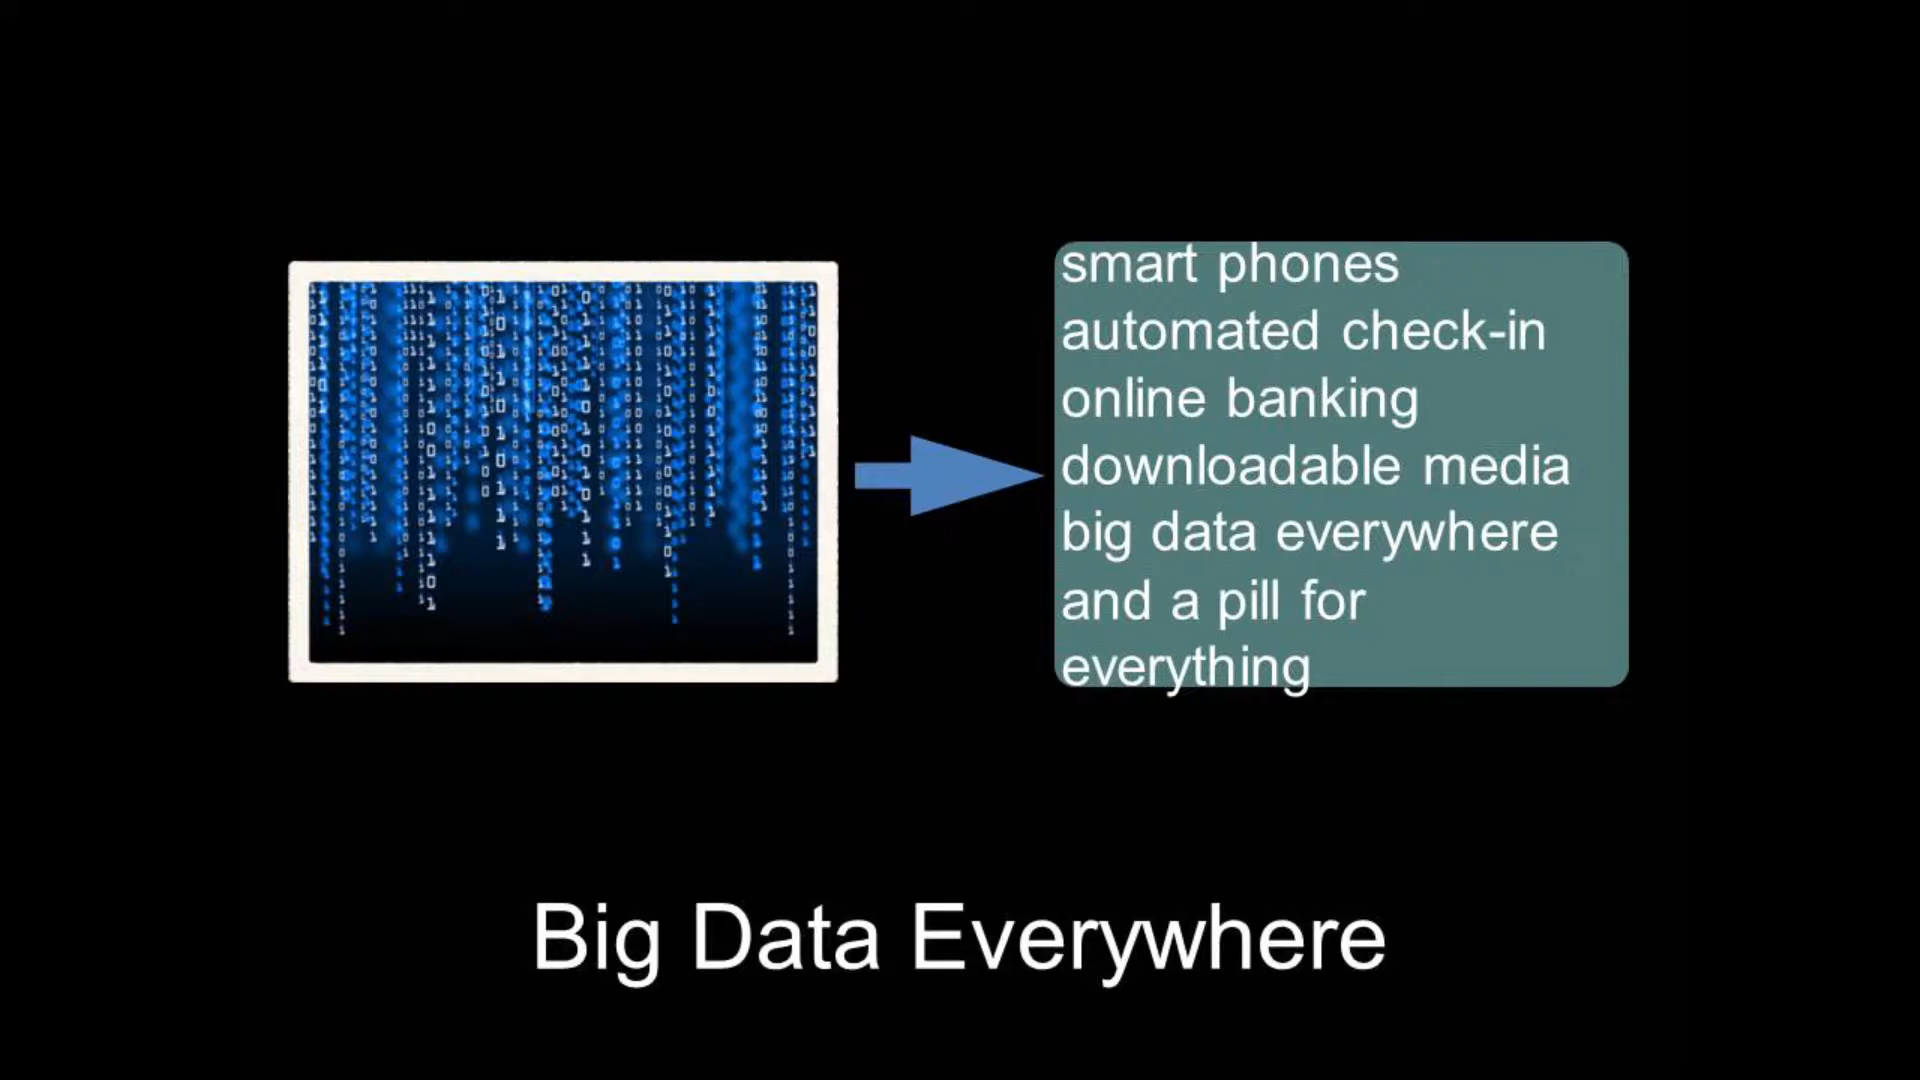 smart phones
automated check-in
online banking
downloadable media
big data everywhere
and a pill for
everything
Big Data Everywhere